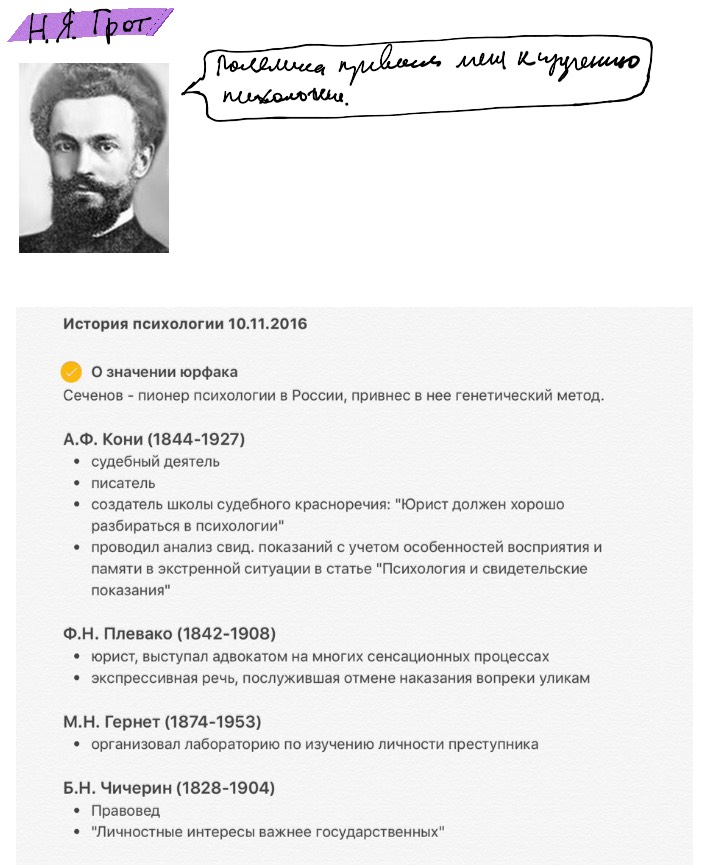 Н.Я. Грот
Полемика привела меня к изучению
психологии.
История психологии 10.11.2016
О значении юрфака
Сеченов - пионер психологии в России, привнес в нее генетический метод.
А.Ф. Кони (1844-1927)
• судебный деятель
• писатель
• создатель школы судебного красноречия: "Юрист должен хорошо
разбираться в психологии"
• проводил анализ свид. показаний с учетом особенностей восприятия и
памяти в экстренной ситуации в статье "Психология и свидетельские
показания"
Ф.Н. Плевако (1842-1908)
• юрист, выступал адвокатом на многих сенсационных процессах
• экспрессивная речь, послужившая отмене наказания вопреки уликам
М.Н. Гернет (1874-1953)
• организовал лабораторию по изучению личности преступника
Б.Н. Чичерин (1828-1904)
• Правовед
• "Личностные интересы важнее государственных"